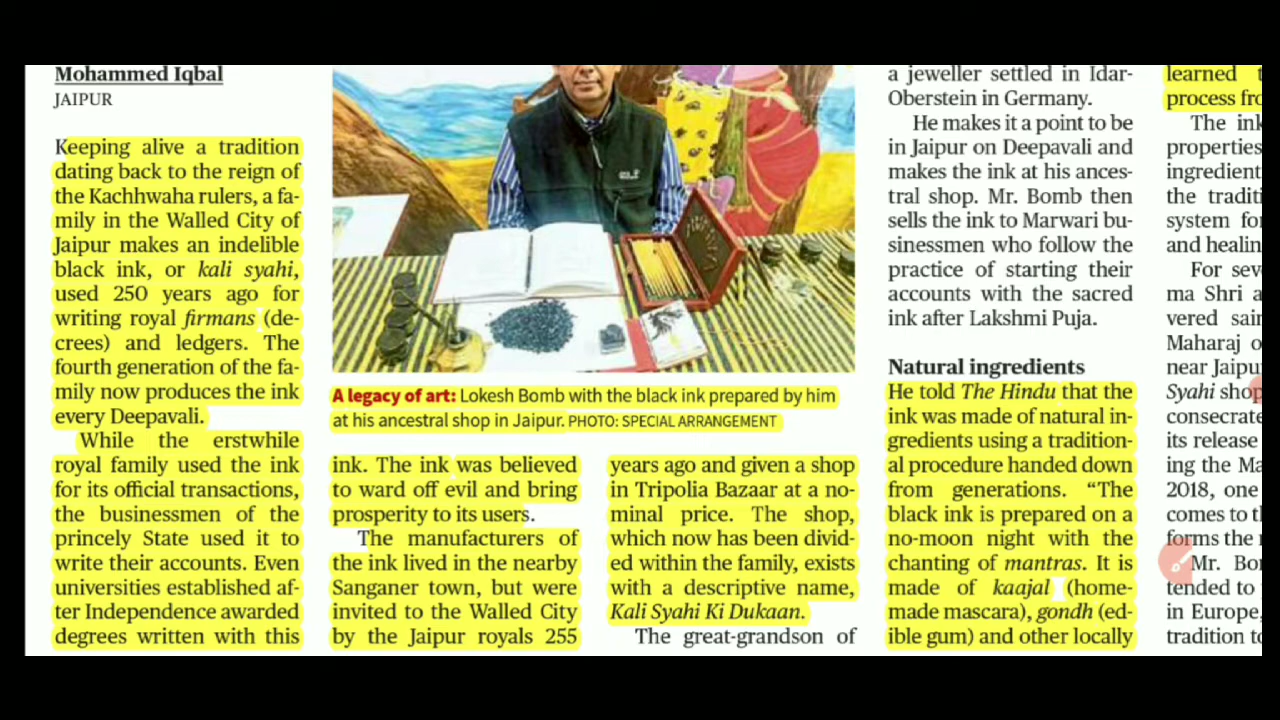 Mohammed Iqbal
JAIPUR
Keeping alive a tradition
dating back to the reign of
the Kachhwaha rulers, a fa-
mily in the Walled City of
Jaipur makes an indelible
black ink, or kali syahi,
used 250 years ago for
writing royal firmans (de-
crees) and ledgers. The
fourth generation of the fa-
mily now produces the ink
every Deepavali.
While the erstwhile
royal family used the ink
for its official transactions,
the businessmen of the
princely State used it to
write their accounts. Even
universities established af-
ter Independence awarded
degrees written with this
A legacy of art: Lokesh Bomb with the black ink prepared by him
at his ancestral shop in Jaipur. PHOTO: SPECIAL ARRANGEMENT
ink. The ink was believed
to ward off evil and bring
prosperity to its users.
The manufacturers of
the ink lived in the nearby
Sanganer town, but were
invited to the Walled City
by the Jaipur royals 255
years ago and given a shop
in Tripolia Bazaar at a no-
minal price. The shop,
which now has been divid-
ed within the family, exists
with a descriptive name,
Kali Syahi Ki Dukaan.
The great-grandson of
a jeweller settled in Idar-
Oberstein in Germany.
He makes it a point to be
in Jaipur on Deepavali and
makes the ink at his ances-
tral shop. Mr. Bomb then
sells the ink to Marwari bu-
sinessmen who follow the
practice of starting their
accounts with the sacred
ink after Lakshmi Puja.
Natural ingredients
He told The Hindu that the
ink was made of natural in-
gredients using a tradition-
al procedure handed down
from generations. “The
black ink is prepared on a
no-moon night with the
chanting of mantras. It is
made of kaajal (home-
made mascara), gondh (ed-
ible gum) and other locally
learned
process
The ink
properties
ingredient
the
system
and
For
ma Shri
vered
Maharaj
near
Syahi shop
consecrate
its release
ing the
2018, one
comes to
forms the
Mr.
tended to
in Europe,
tradition